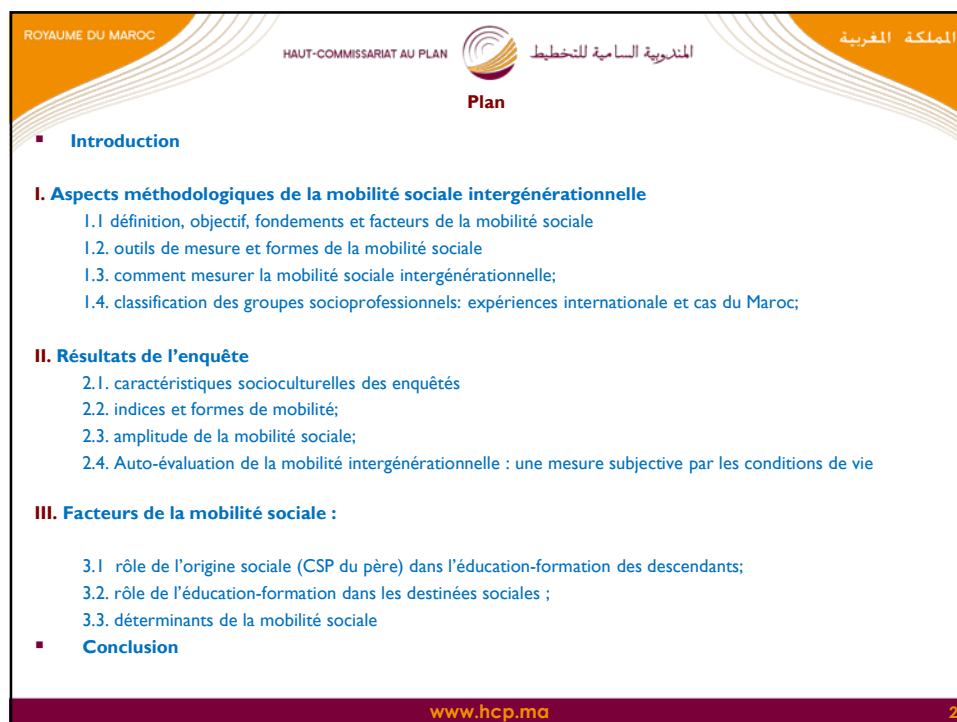 ROYAUME DU MAROC
المملكة المغربية
HAUT-COMMISSARIAT AU PLAN
المندوبية السامية للتخطيط
Plan
▪ Introduction
I. Aspects méthodologiques de la mobilité sociale intergénérationnelle
1.1 définition, objectif, fondements et facteurs de la mobilité sociale
1.2. outils de mesure et formes de la mobilité sociale
1.3. comment mesurer la mobilité sociale intergénérationnelle;
1.4. classification des groupes socioprofessionnels: expériences internationale et cas du Maroc;
II. Résultats de l’enquête
2.1. caractéristiques socioculturelles des enquêtés
2.2. indices et formes de mobilité;
2.3. amplitude de la mobilité sociale;
2.4. Auto-évaluation de la mobilité intergénérationnelle : une mesure subjective par les conditions de vie
III. Facteurs de la mobilité sociale :
3.1 rôle de l’origine sociale (CSP du père) dans l’éducation-formation des descendants;
3.2. rôle de l’éducation-formation dans les destinées sociales ;
3.3. déterminants de la mobilité sociale
▪ Conclusion
www.hcp.ma
2